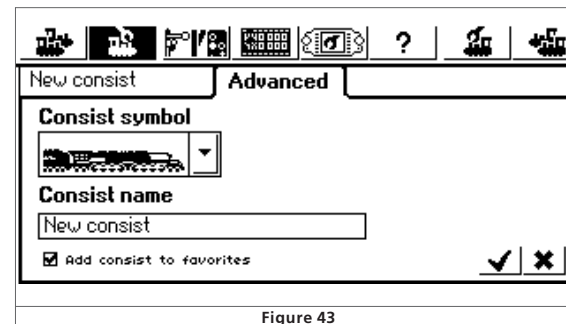 ?
New consist
Advanced
Consist symbol
Consist name
New consist
Add consist to favorites
Figure 43